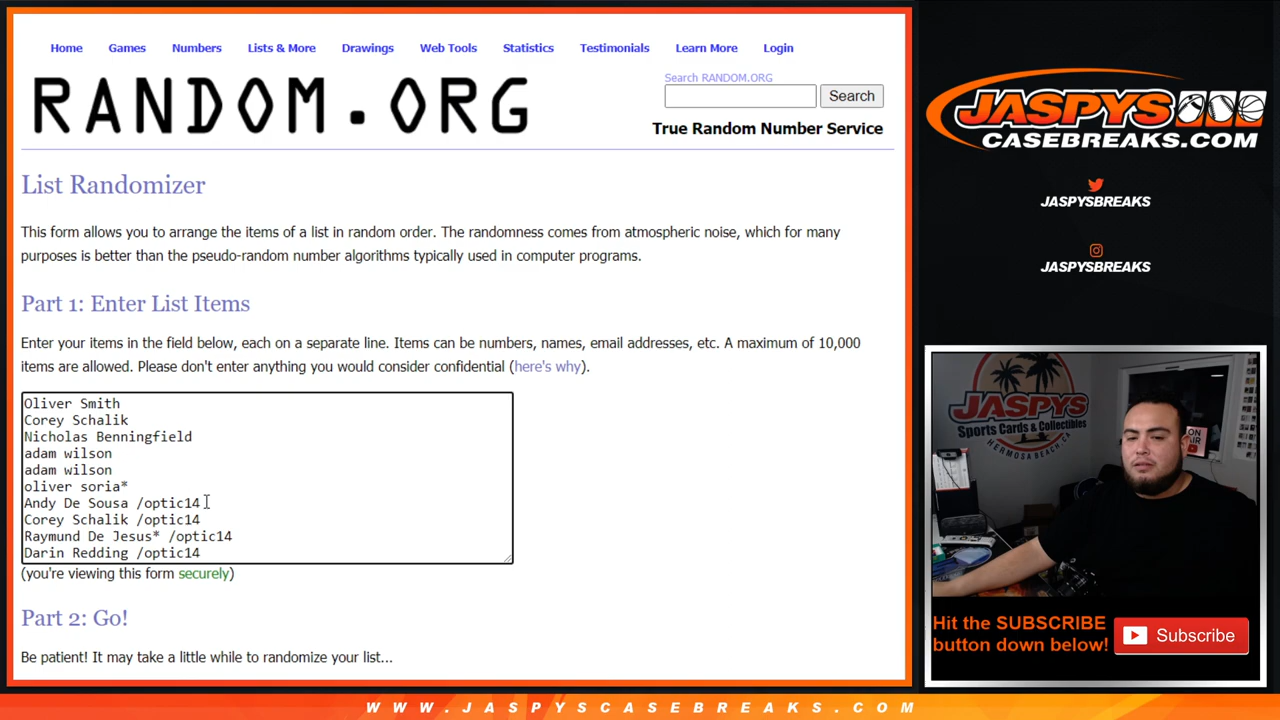 Home Games Numbers Lists & More Drawings Web Tools Statistics Testimonials Learn More Login
RANDOM.ORG
Search RANDOM.ORG
Search
True Random Number Service
List Randomizer
This form allows you to arrange the items of a list in random order. The randomness comes from atmospheric noise, which for many
purposes is better than the pseudo-random number algorithms typically used in computer programs.
Part 1: Enter List Items
Enter your items in the field below, each on a separate line. Items can be numbers, names, email addresses, etc. A maximum of 10,000
items are allowed. Please don't enter anything you would consider confidential (here's why).
Oliver Smith
Corey Schalik
Nicholas Benningfield
adam wilson
adam wilson
oliver soria*
Andy De Sousa /optic14
Corey Schalik /optic14
Raymund De Jesus* /optic14
Darin Redding /optic14
(you're viewing this form securely)
Part 2: Go!
Be patient! It may take a little while to randomize your list...
JASPYS
CASEBREAKS.COM
JASPYSBREAKS
JASPYSBREAKS
JASPYS
Sports Cards & Collectibles
HERMOSA BEACH, CA
ON
AIR
Hit the SUBSCRIBE
button down below!
Subscribe
WWW.JASPYSCASEBREAKS.COM